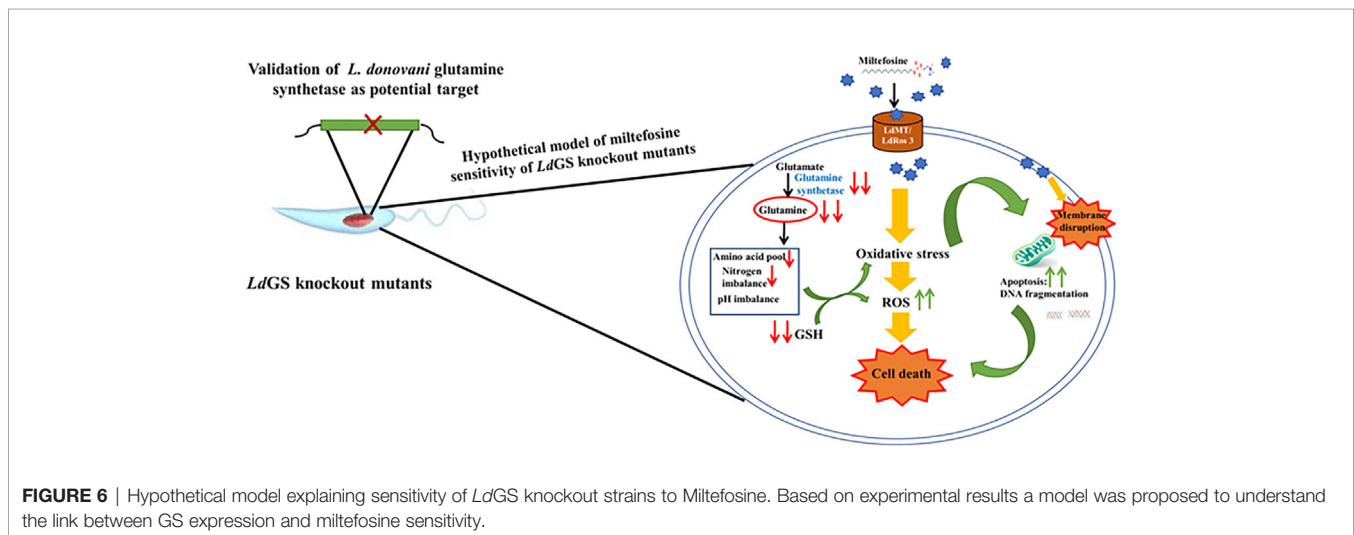 Validation of L. donovani glutamine
synthetase as potential target
Hypothetical model of miltefosine
sensitivity of LdGS knockout mutants
LdGS knockout mutants
Miltefosine
LdMT/
LdRos 3
Glutamate
Glutamine
synthetase
Glutamine
Amino acid pool
Nitrogen
imbalance
pH imbalance
GSH
Oxidative stress
ROS
Cell death
Membrane
disruption
Apoptosis:
DNA fragmentation
FIGURE 6 | Hypothetical model explaining sensitivity of LdGS knockout strains to Miltefosine. Based on experimental results a model was proposed to understand
the link between GS expression and miltefosine sensitivity.